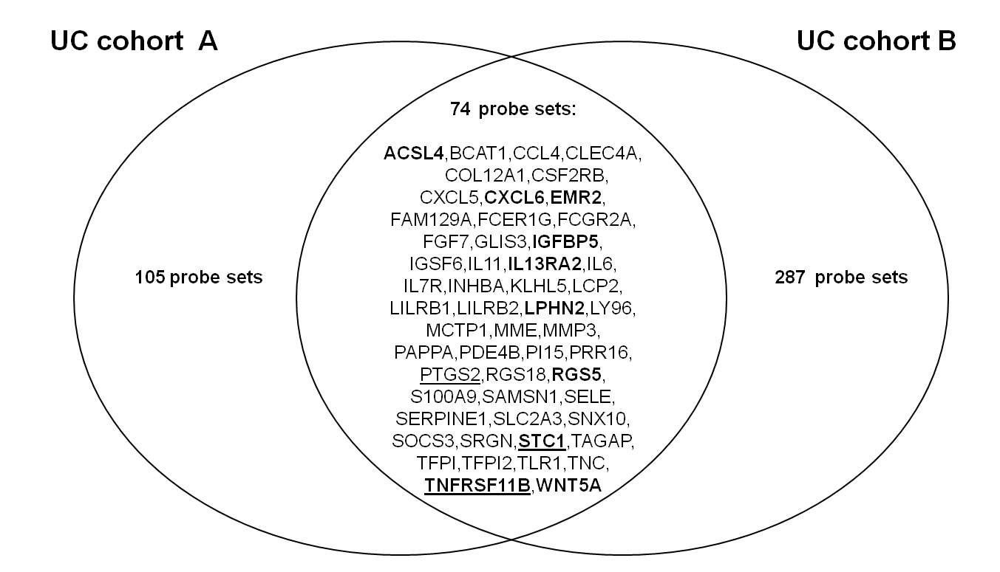 UC cohort A
UC cohort B
74 probe sets:
ACSL4,BCAT1,CCL4,CLEC4A,
COL12A1,CSF2RB,
CXCL5,CXCL6,EMR2,
FAM129A,FCER1G,FCGR2A,
FGF7,GLIS3,IGFBP5,
IGSF6,IL11,IL13RA2,IL6,
IL7R,INHBA,KLHL5,LCP2,
LILRB1,LILRB2,LPHN2,LY96,
MCTP1,MME,MMP3,
PAPPA,PDE4B,PI15,PRR16,
PTGS2,RGS18,RGS5,
S100A9,SAMSN1,SELE,
SERPINE1,SLC2A3,SNX10,
SOCS3,SRGN,STC1,TAGAP,
TFPI,TFPI2,TLR1,TNC,
TNFRSF11B,WNT5A
105 probe sets
287 probe sets